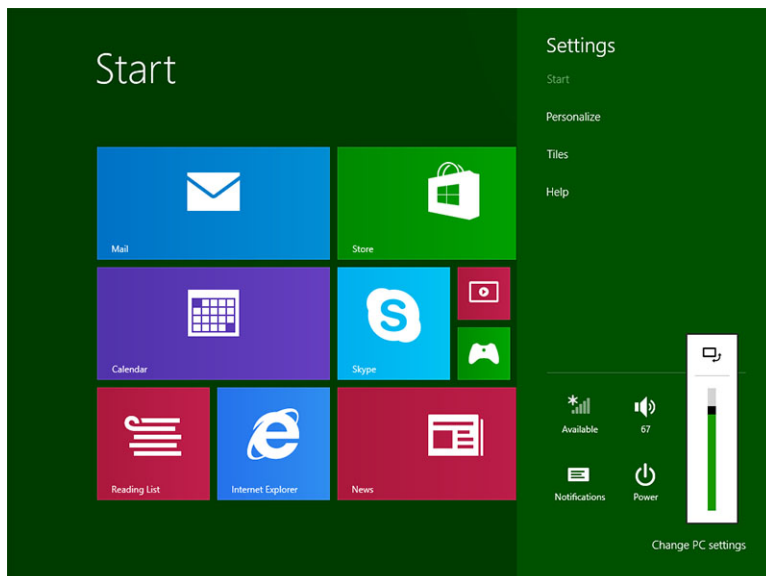 Start
Mail
Store
Calendar
S
Skype
Reading List
e
Internet Explorer
News
Settings
Start
Personalize
Tiles
Help
Available
67
Notifications
Power
Change PC settings